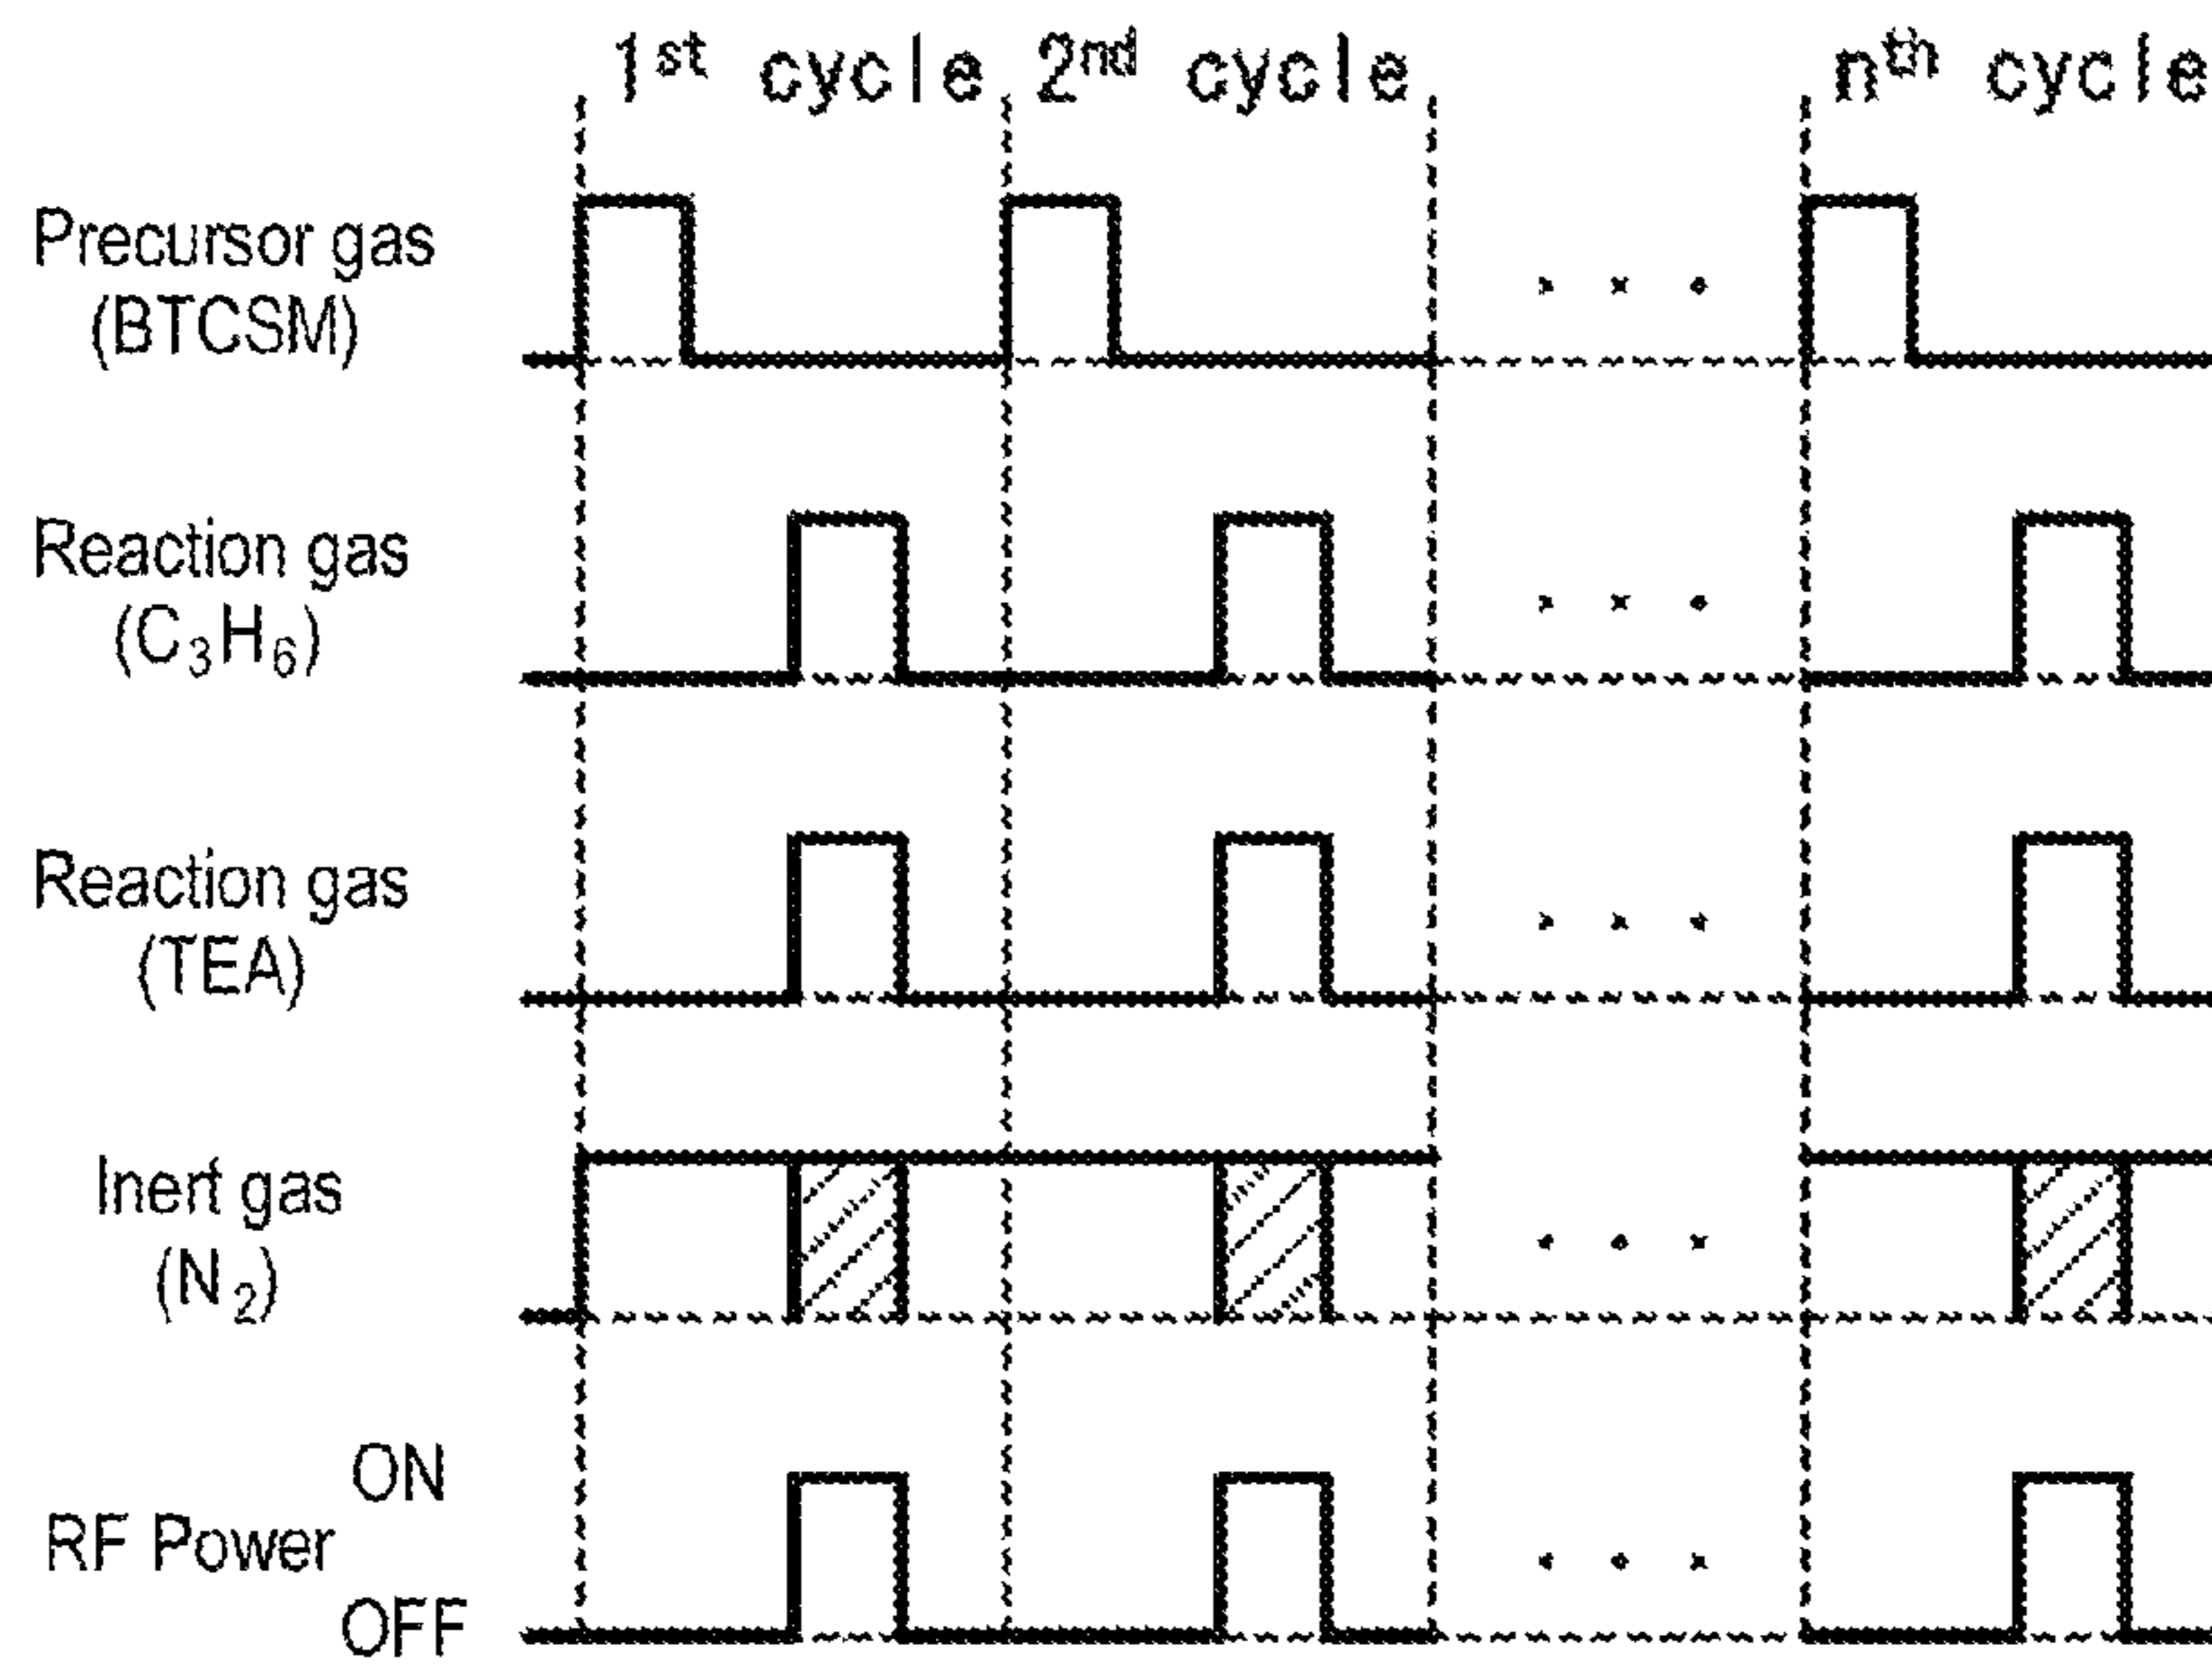 1st cycle 2nd cycle nth cycle
Precursor gas
(BTCSM)
Reaction gas
(C3H6)
Reaction gas
(TEA)
Inert gas
(N2)
ON
RF Power
OFF